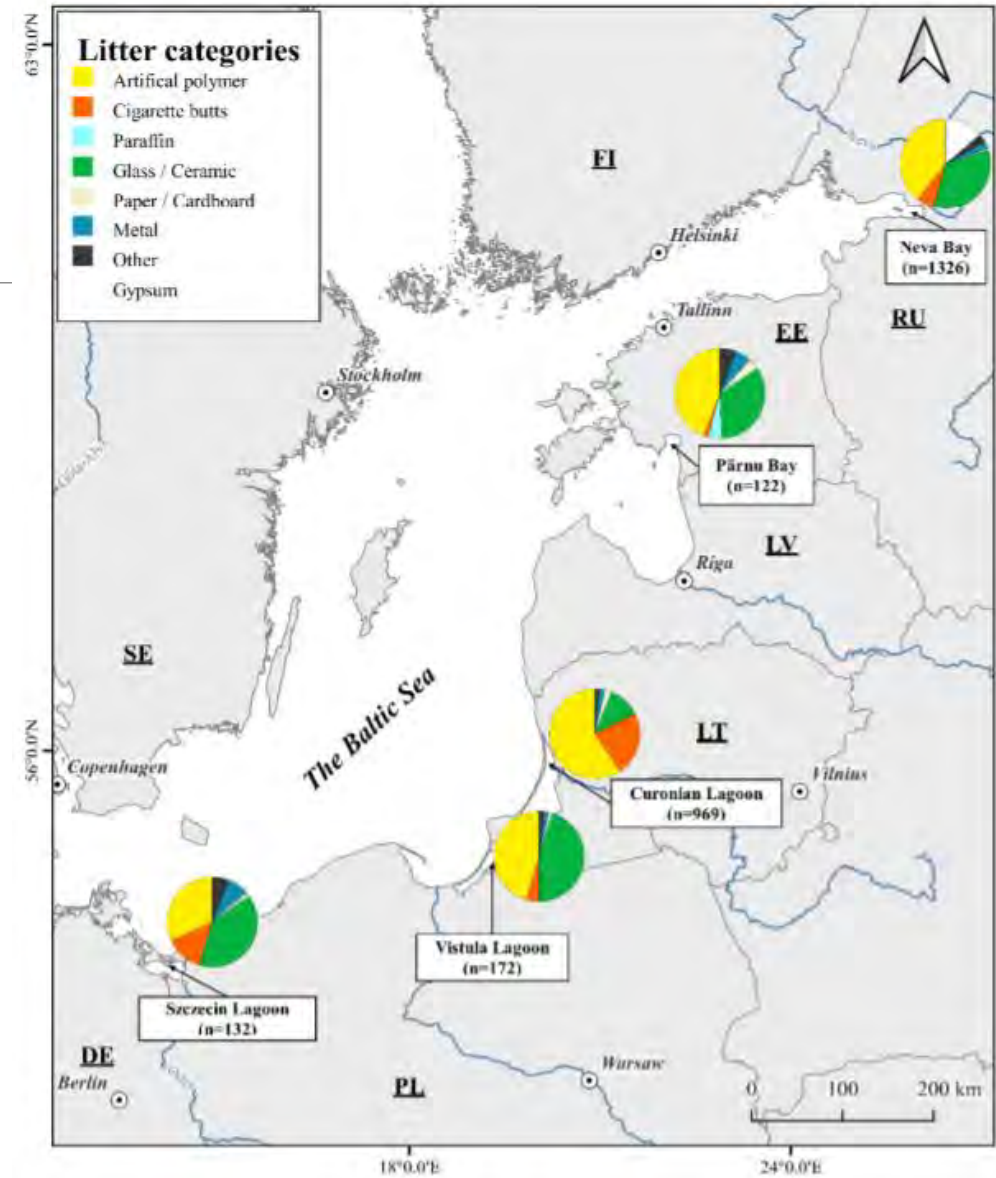 63°0.0'N
Litter categories
Artifical polymer
Cigarette butts
Paraffin
Glass / Ceramic
Paper / Cardboard
Metal
Other
Gypsum
FI
Helsinki
Neva Bay
(n=1326)
Tallinn
EE
RU
Stockholm
Pärnu Bay
(n=122)
LV
Riga
SE
The Baltic Sea
LT
56°0.0'N
Copenhagen
Vilnius
Curonian Lagoon
(n=969)
Vistula Lagoon
(n=172)
Szczecin Lagoon
(n=132)
DE
Berlin
PL
Warsaw
0 100 200 km
18°0.0'E 24°0.0'E